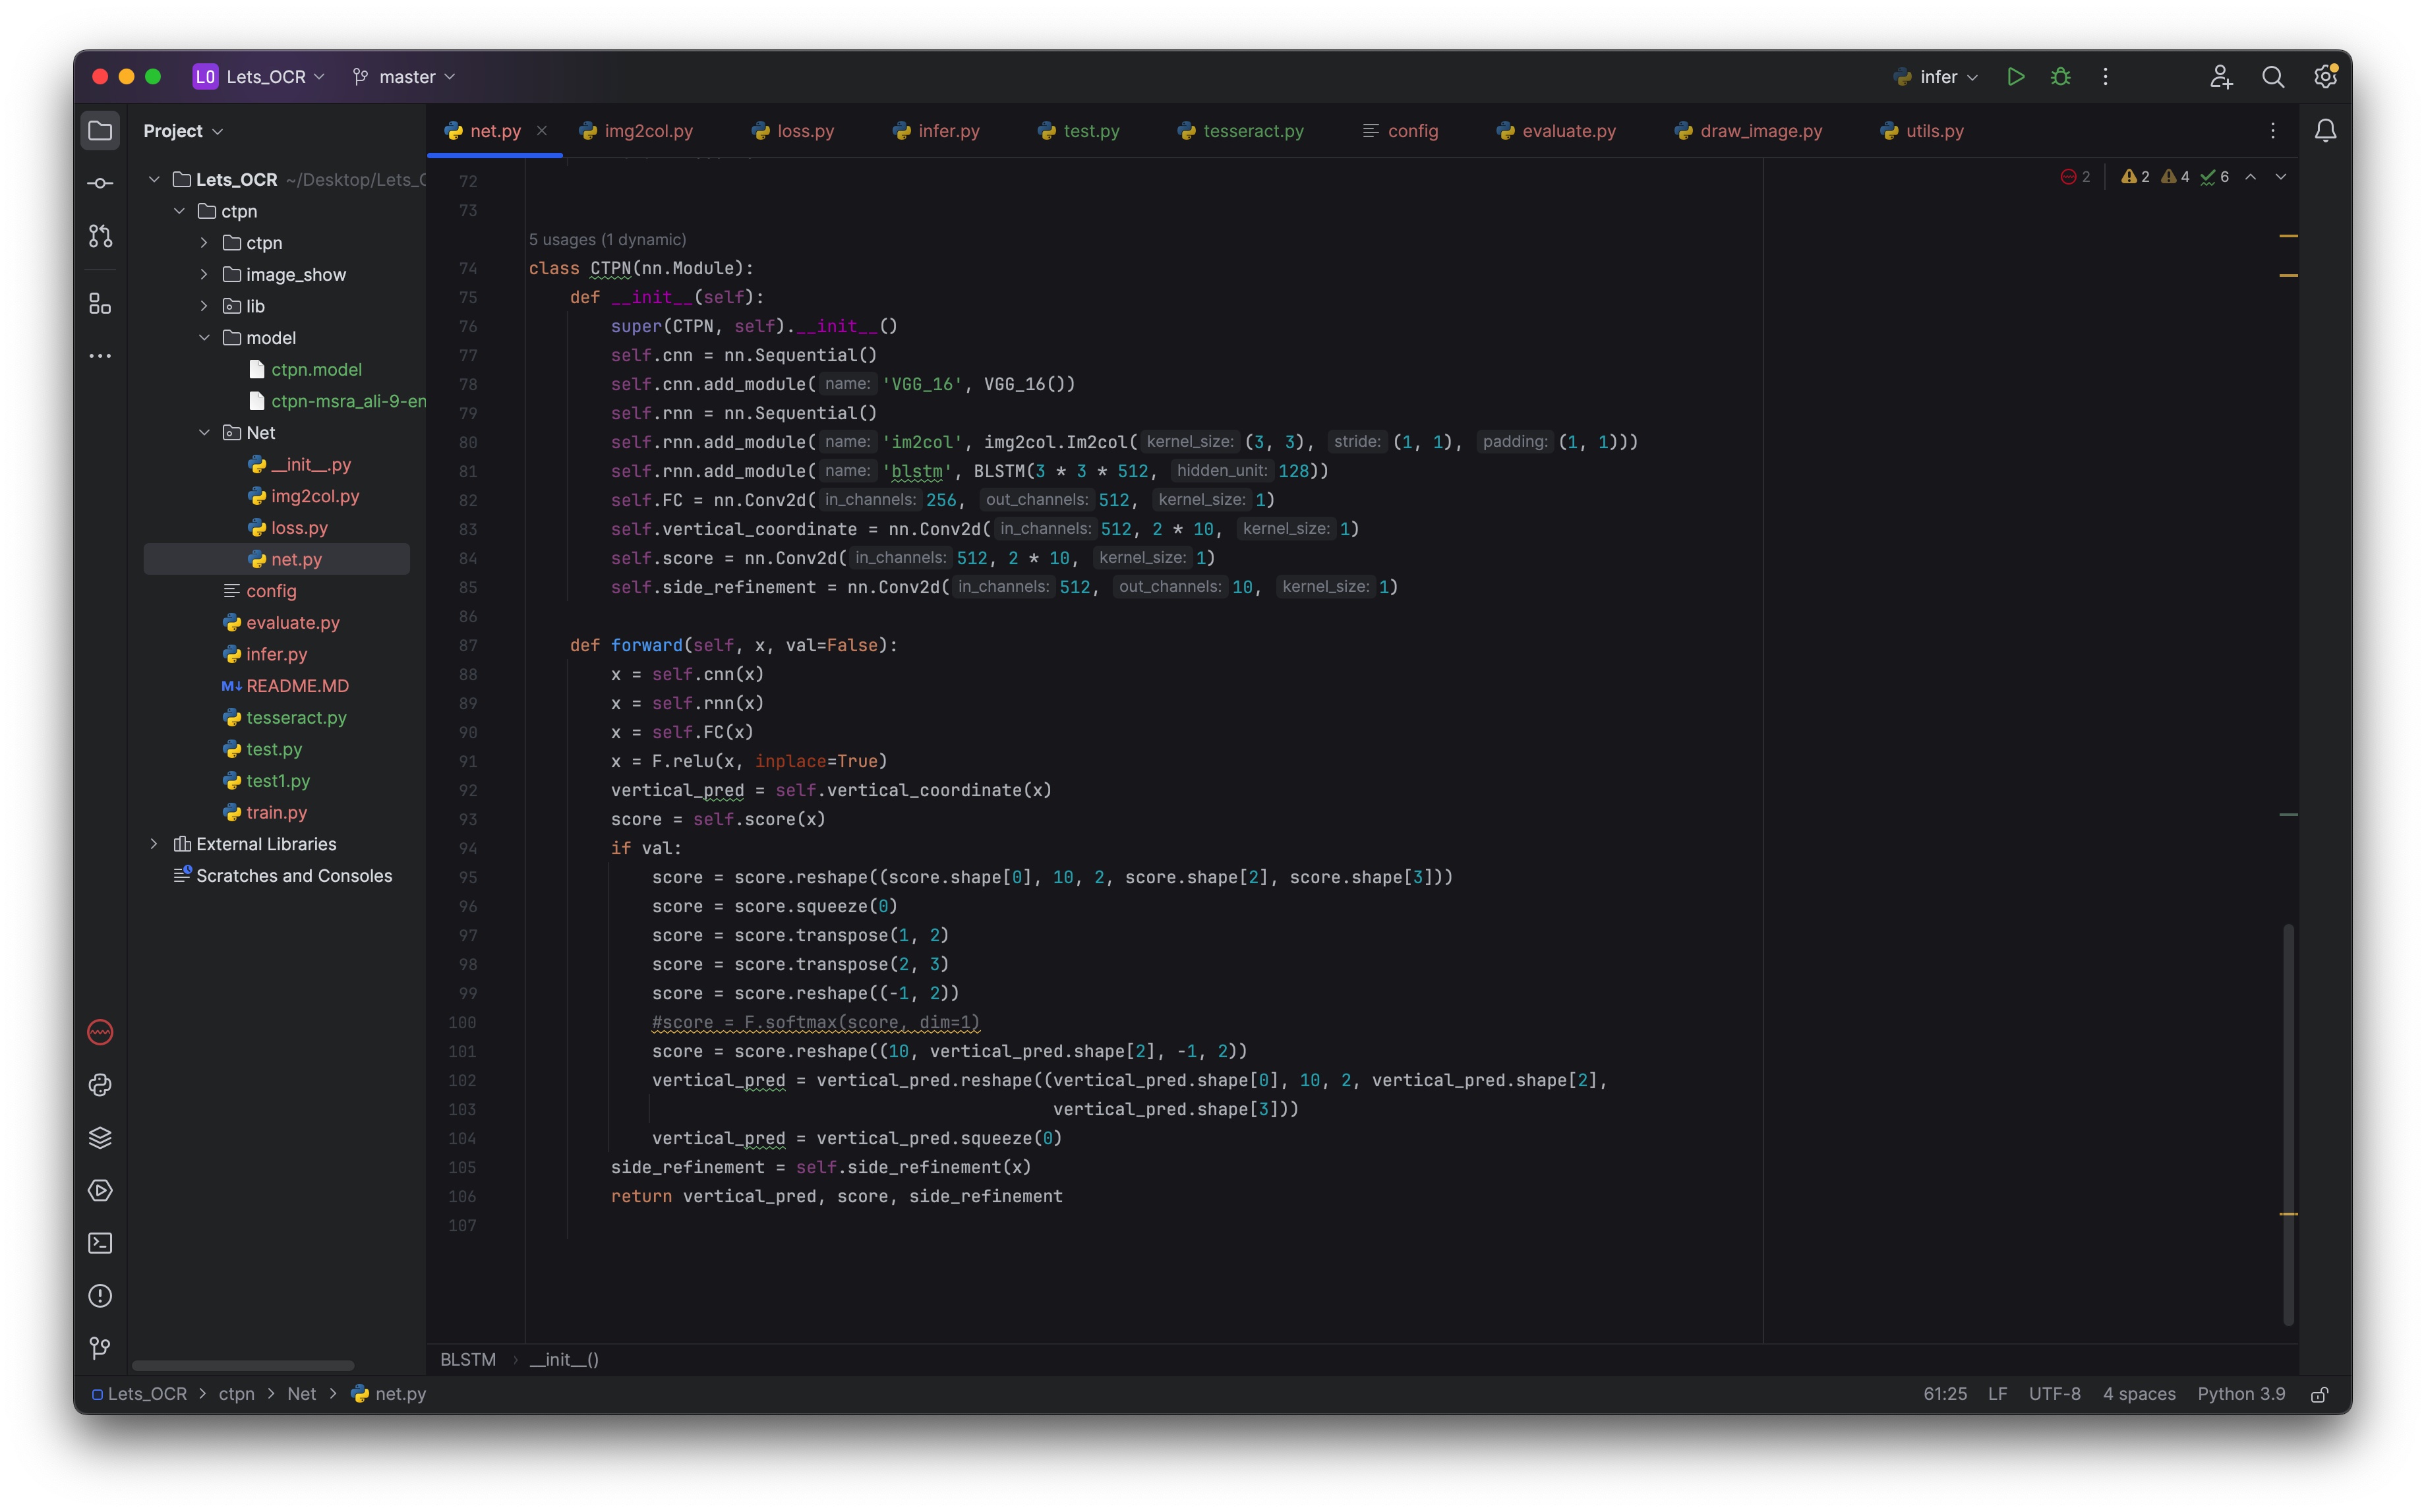 LO Lets_OCR master infer
Project
Lets_OCR ~/Desktop/Lets_C
ctpn
ctpn
image_show
lib
model
ctpn.model
ctpn-msra_ali-9-en
Net
__init__.py
img2col.py
loss.py
net.py
config
evaluate.py
infer.py
M↓ README.MD
tesseract.py
test.py
test1.py
train.py
External Libraries
Scratches and Consoles
net.py img2col.py loss.py infer.py test.py tesseract.py config evaluate.py draw_image.py utils.py
2 2 4 6
72
73
5 usages (1 dynamic)
74 class CTPN(nn.Module):
75 def __init__(self):
76 super(CTPN, self).__init__()
77 self.cnn = nn.Sequential()
78 self.cnn.add_module( name: 'VGG_16', VGG_16())
79 self.rnn = nn.Sequential()
80 self.rnn.add_module( name: 'im2col', img2col.Im2col( kernel_size: (3, 3), stride: (1, 1), padding: (1, 1)))
81 self.rnn.add_module( name: 'blstm', BLSTM(3 * 3 * 512, hidden_unit: 128))
82 self.FC = nn.Conv2d( in_channels: 256, out_channels: 512, kernel_size: 1)
83 self.vertical_coordinate = nn.Conv2d( in_channels: 512, 2 * 10, kernel_size: 1)
84 self.score = nn.Conv2d( in_channels: 512, 2 * 10, kernel_size: 1)
85 self.side_refinement = nn.Conv2d( in_channels: 512, out_channels: 10, kernel_size: 1)
86
87 def forward(self, x, val=False):
88 x = self.cnn(x)
89 x = self.rnn(x)
90 x = self.FC(x)
91 x = F.relu(x, inplace=True)
92 vertical_pred = self.vertical_coordinate(x)
93 score = self.score(x)
94 if val:
95 score = score.reshape((score.shape[0], 10, 2, score.shape[2], score.shape[3]))
96 score = score.squeeze(0)
97 score = score.transpose(1, 2)
98 score = score.transpose(2, 3)
99 score = score.reshape((-1, 2))
100 #score = F.softmax(score, dim=1)
101 score = score.reshape((10, vertical_pred.shape[2], -1, 2))
102 vertical_pred = vertical_pred.reshape((vertical_pred.shape[0], 10, 2, vertical_pred.shape[2],
103 vertical_pred.shape[3]))
104 vertical_pred = vertical_pred.squeeze(0)
105 side_refinement = self.side_refinement(x)
106 return vertical_pred, score, side_refinement
107
BLSTM › __init__()
Lets_OCR > ctpn > Net > net.py 61:25 LF UTF-8 4 spaces Python 3.9